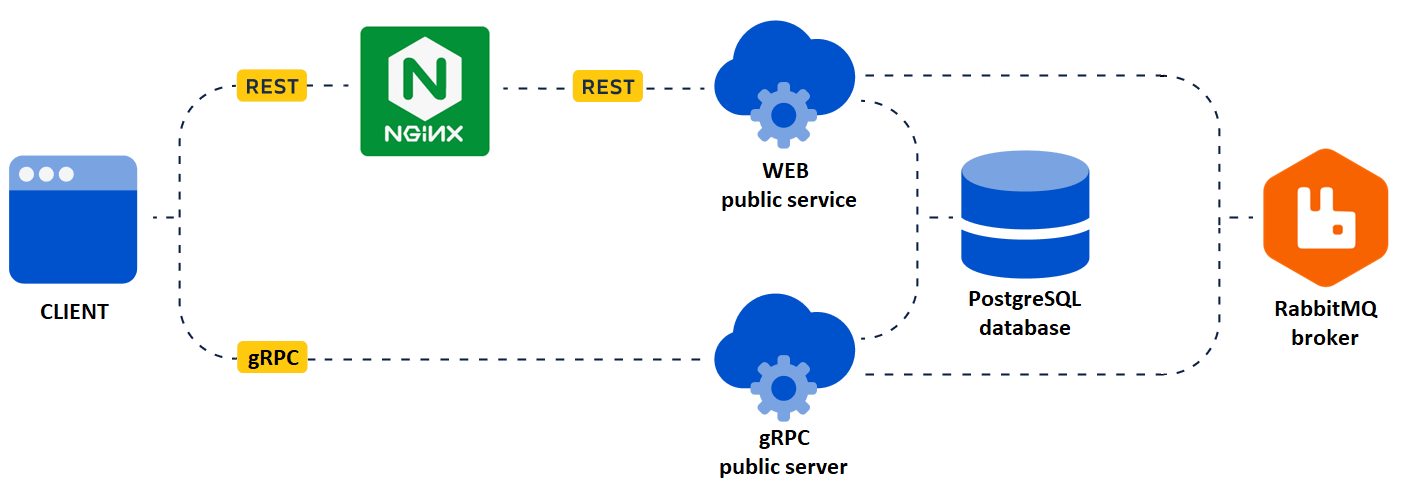 REST
NGINX
REST
WEB
public service
CLIENT
gRPC
PostgreSQL
database
RabbitMQ
broker
gRPC
public server